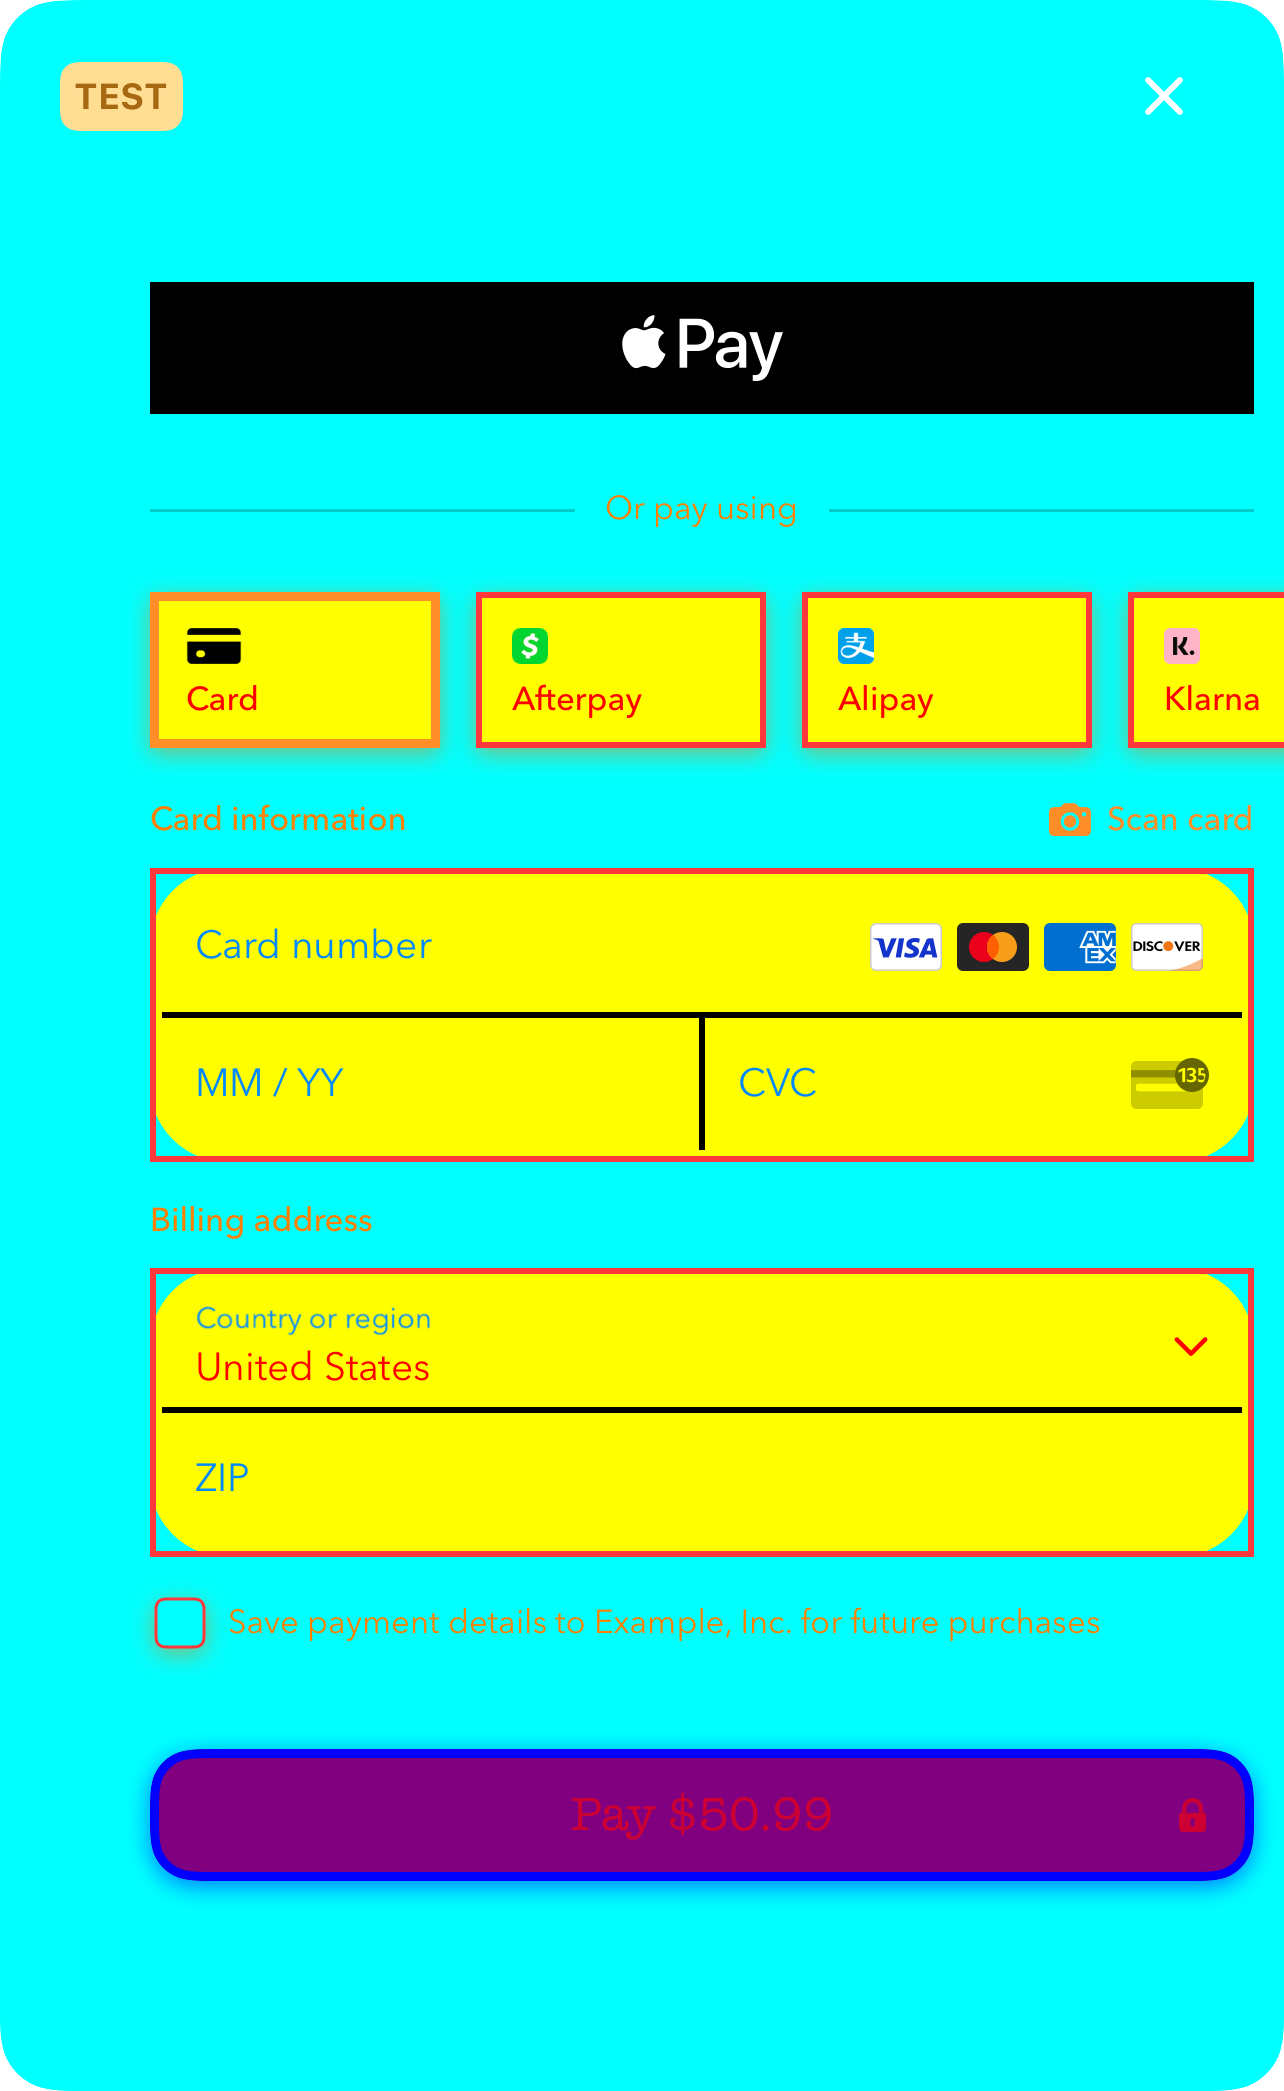 TEST
Pay
Or pay using
Card
Afterpay
Alipay
Klarna
Card information
Scan card
Card number
VISA
AM
EX
DISCOVER
MM / YY
CVC
135
Billing address
Country or region
United States
ZIP
Save payment details to Example, Inc. for future purchases
Pay $50.99
$
支
K.